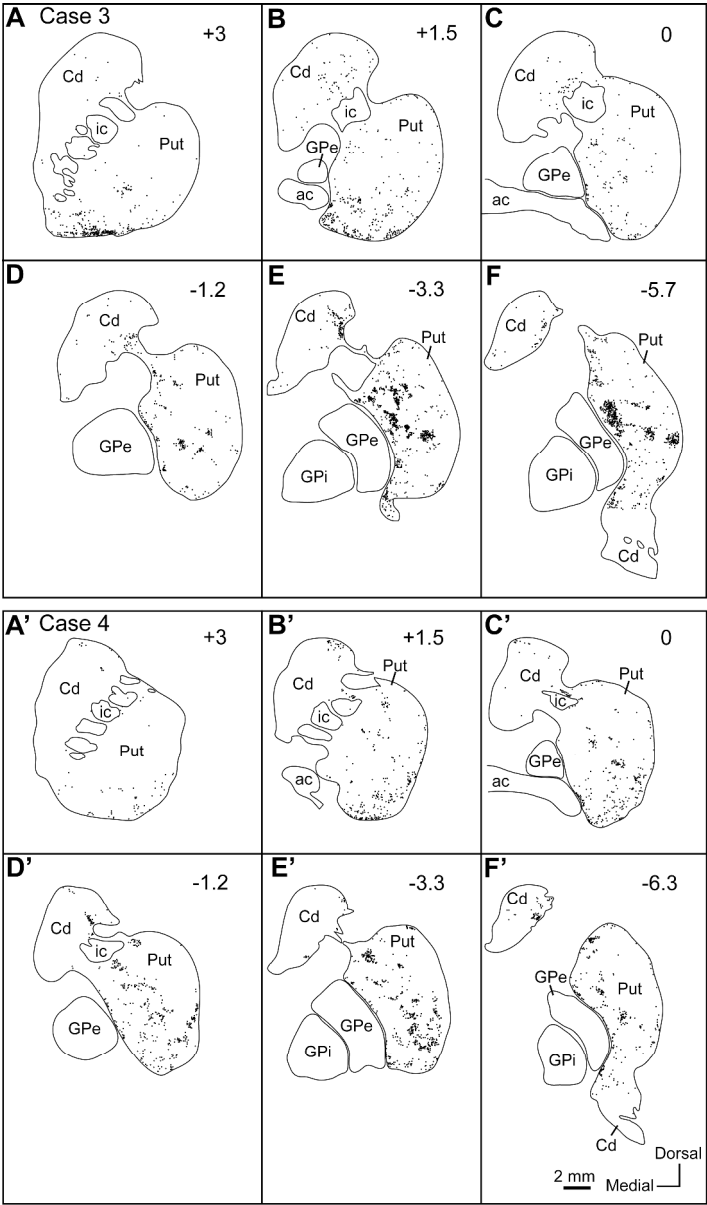 A Case 3 +3
Cd
ic
Put
B +1.5
Cd
ic
Put
GPe
ac
C 0
Cd
ic
Put
GPe
ac
D -1.2
Cd
Put
GPe
E -3.3
Cd
Put
GPe
GPi
F -5.7
Cd
Put
GPe
GPi
Cd
A’ Case 4 +3
Cd
ic
Put
B’ +1.5
Put
Cd
ic
ac
C’ 0
Cd
Put
ic
GPe
ac
D’ -1.2
Cd
Put
ic
GPe
E’ -3.3
Cd
Put
GPe
GPi
F’ -6.3
Cd
GPe
Put
GPi
Cd
Dorsal
2 mm
Medial